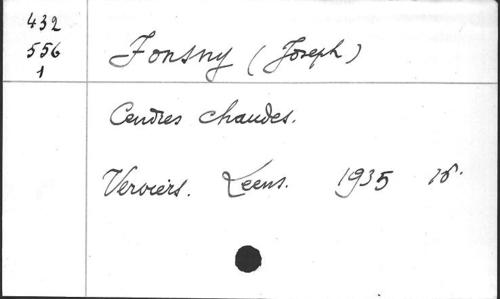 432
556
1
Fonsny (Joseph)
Cendres chaudes.
Verviers. Leens. 1935 16.